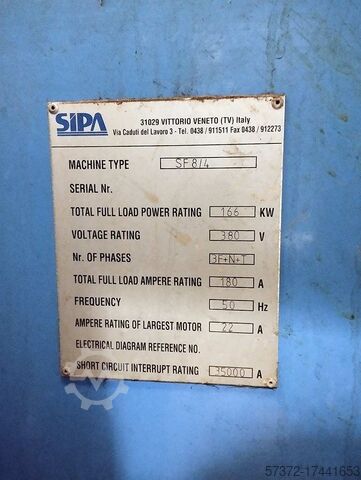 SIPA
31029 VITTORIO VENETO (TV) Italy
Via Caduti del Lavoro 3 - Tel. 0438 / 911511 Fax 0438 / 912273
MACHINE TYPE SF8/4
SERIAL Nr.
TOTAL FULL LOAD POWER RATING 166 KW
VOLTAGE RATING 380 V
Nr. OF PHASES 3F+N+T
TOTAL FULL LOAD AMPERE RATING 180 A
FREQUENCY 50 Hz
AMPERE RATING OF LARGEST MOTOR 22 A
ELECTRICAL DIAGRAM REFERENCE NO.
SHORT CIRCUIT INTERRUPT RATING 35000 A
57372-17441653